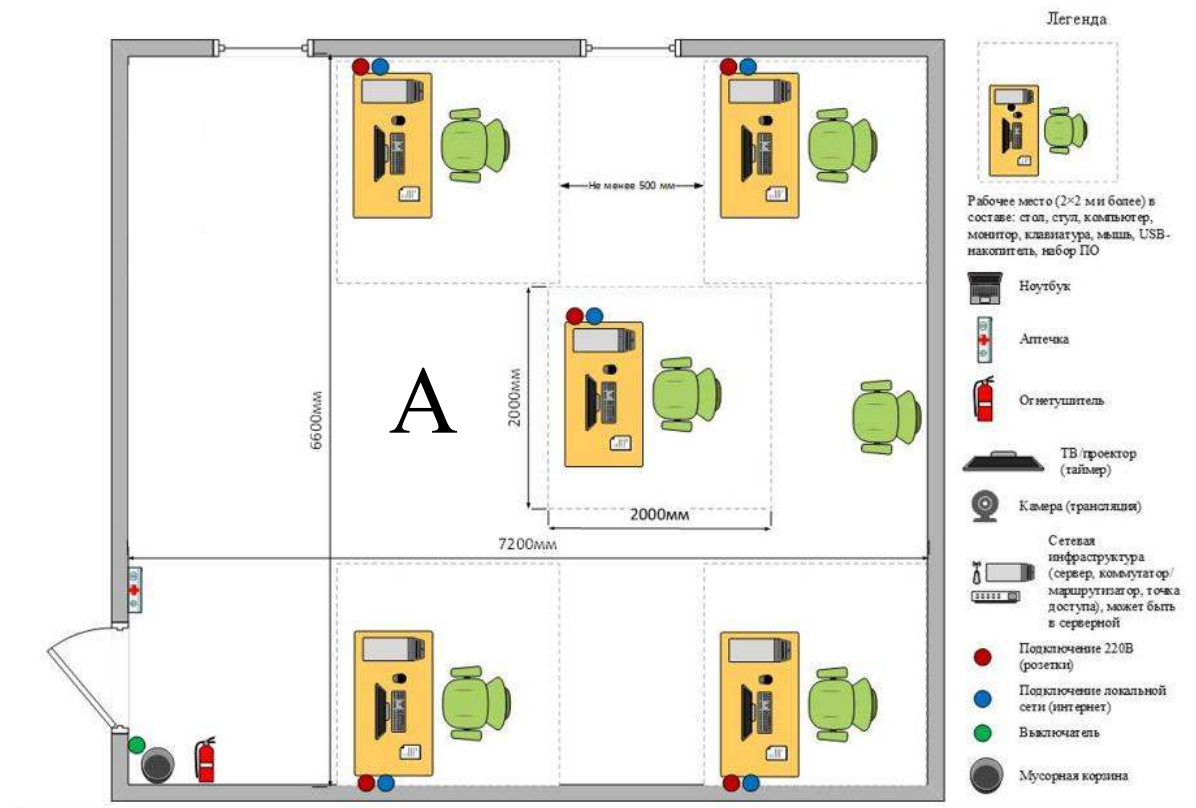 Легенда
Не менее 500 мм
Рабочее место (2×2 м и более) в
составе: стол, стул, компьютер,
монитор, клавиатура, мышь, USB-
накопитель, набор ПО
Ноутбук
Аптечка
А
6600мм
2000мм
Огнетушитель
ТВ/проектор
(таймер)
2000мм
Камера (трансляция)
7200мм
Сетевая
инфраструктура
(сервер, коммутатор/
маршрутизатор, точка
доступа), может быть
в серверной
Подключение 220В
(розетки)
Подключение локальной
сети (интернет)
Выключатель
Мусорная корзина